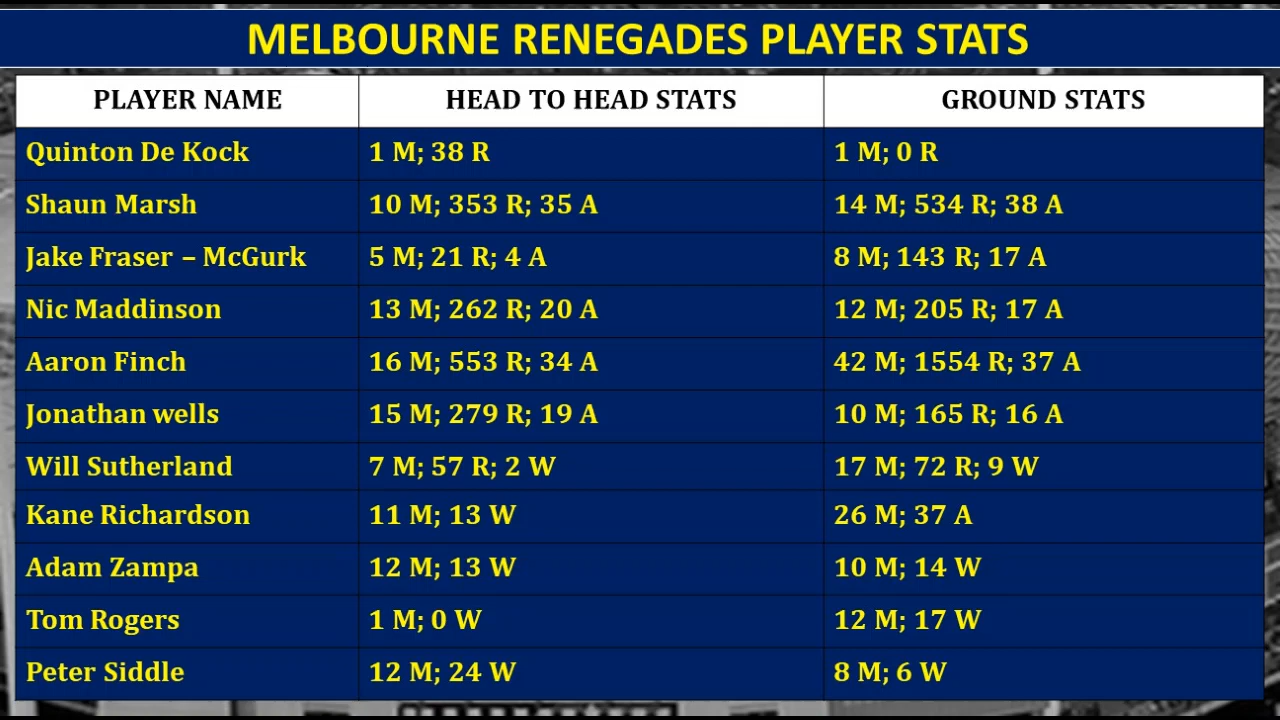 MELBOURNE RENEGADES PLAYER STATS
PLAYER NAME HEAD TO HEAD STATS GROUND STATS
Quinton De Kock 1 M; 38 R 1 M; 0 R
Shaun Marsh 10 M; 353 R; 35 A 14 M; 534 R; 38 A
Jake Fraser – McGurk 5 M; 21 R; 4 A 8 M; 143 R; 17 A
Nic Maddinson 13 M; 262 R; 20 A 12 M; 205 R; 17 A
Aaron Finch 16 M; 553 R; 34 A 42 M; 1554 R; 37 A
Jonathan wells 15 M; 279 R; 19 A 10 M; 165 R; 16 A
Will Sutherland 7 M; 57 R; 2 W 17 M; 72 R; 9 W
Kane Richardson 11 M; 13 W 26 M; 37 A
Adam Zampa 12 M; 13 W 10 M; 14 W
Tom Rogers 1 M; 0 W 12 M; 17 W
Peter Siddle 12 M; 24 W 8 M; 6 W